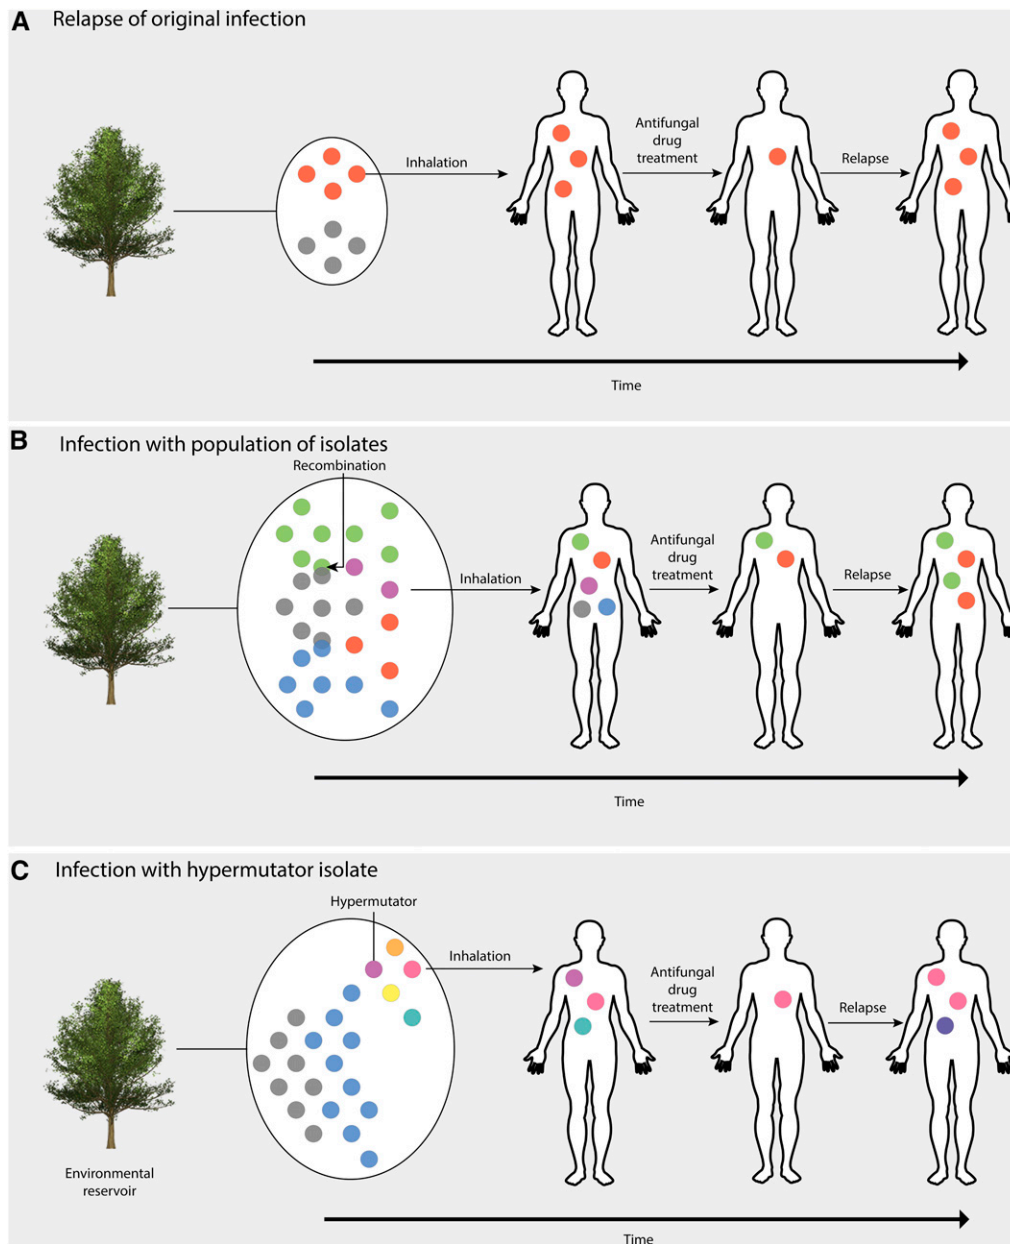 A
Relapse of original infection
Inhalation
Antifungal
drug
treatment
Relapse
Time
B
Infection with population of isolates
Recombination
Inhalation
Antifungal
drug
treatment
Relapse
Time
C
Infection with hypermutator isolate
Hypermutator
Inhalation
Antifungal
drug
treatment
Relapse
Environmental
reservoir
Time